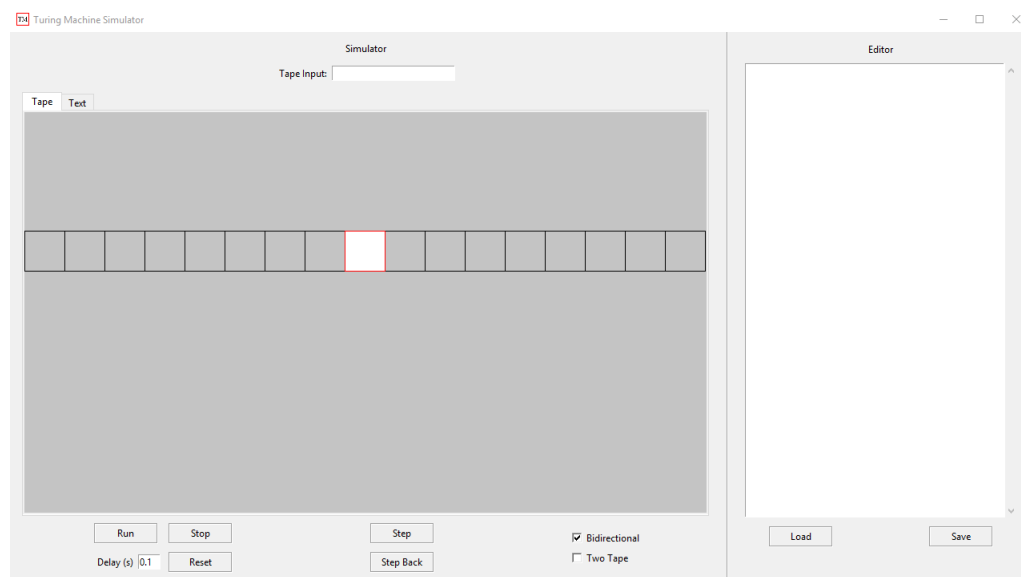 TM Turing Machine Simulator
Simulator
Editor
Tape Input:
Tape Text
Run Stop Step
Bidirectional
Load Save
Delay (s) 0.1 Reset Step Back
Two Tape